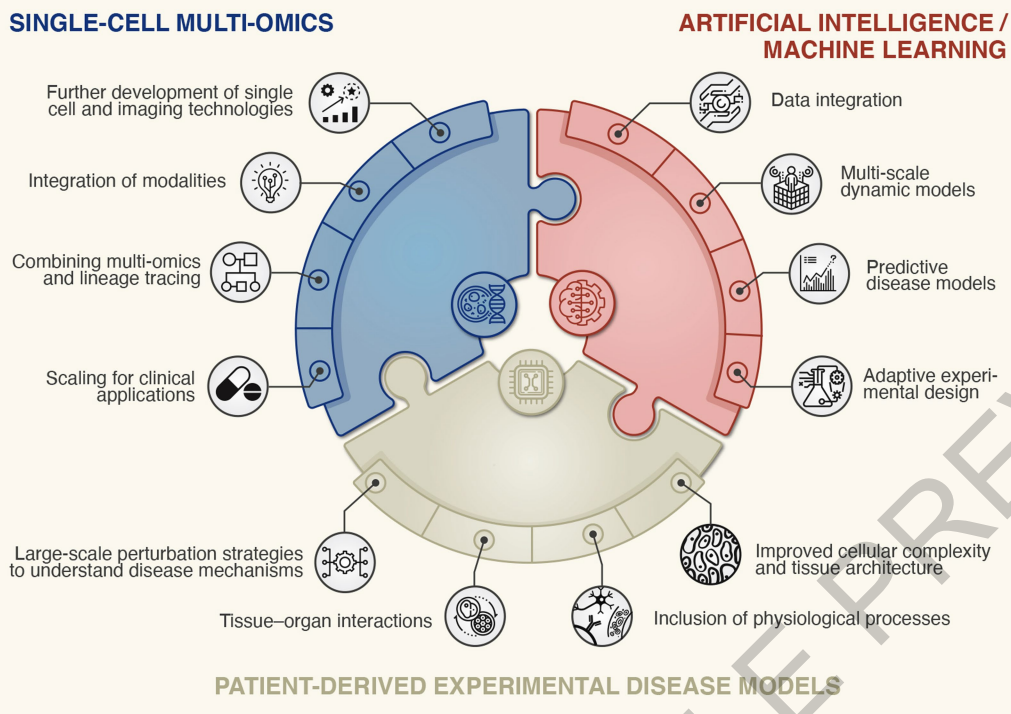 SINGLE-CELL MULTI-OMICS
ARTIFICIAL INTELLIGENCE /
MACHINE LEARNING
Further development of single
cell and imaging technologies
Integration of modalities
Combining multi-omics
and lineage tracing
Scaling for clinical
applications
Data integration
Multi-scale
dynamic models
Predictive
disease models
?
Adaptive experi-
mental design
Large-scale perturbation strategies
to understand disease mechanisms
Tissue–organ interactions
Improved cellular complexity
and tissue architecture
Inclusion of physiological processes
PATIENT-DERIVED EXPERIMENTAL DISEASE MODELS